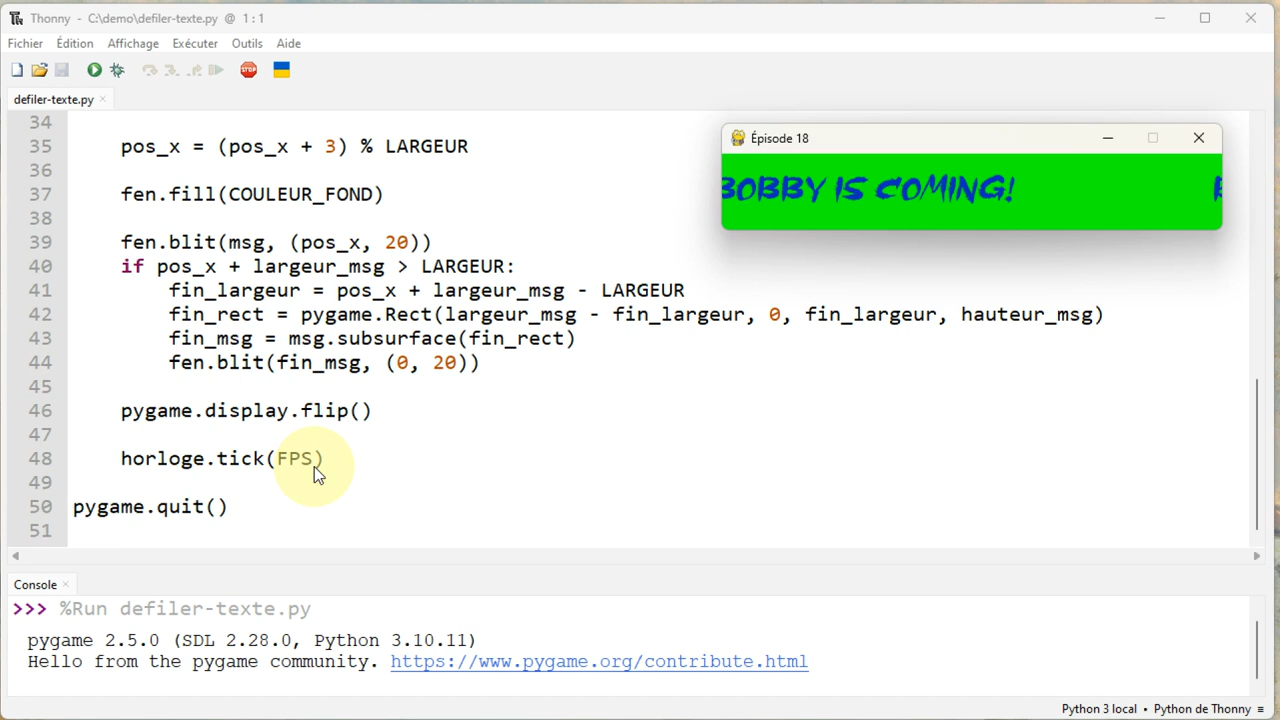 Thonny - C:\demo\defiler-texte.py @ 1:1
Fichier Édition Affichage Exécuter Outils Aide
STOP
defiler-texte.py
34
35 pos_x = (pos_x + 3) % LARGEUR
36
37 fen.fill(COULEUR_FOND)
38
39 fen.blit(msg, (pos_x, 20))
40 if pos_x + largeur_msg > LARGEUR:
41 fin_largeur = pos_x + largeur_msg - LARGEUR
42 fin_rect = pygame.Rect(largeur_msg - fin_largeur, 0, fin_largeur, hauteur_msg)
43 fin_msg = msg.subsurface(fin_rect)
44 fen.blit(fin_msg, (0, 20))
45
46 pygame.display.flip()
47
48 horloge.tick(FPS)
49
50 pygame.quit()
51
Épisode 18
BOBBY IS COMING!
Console
>>> %Run defiler-texte.py
pygame 2.5.0 (SDL 2.28.0, Python 3.10.11)
Hello from the pygame community. https://www.pygame.org/contribute.html
Python 3 local • Python de Thonny ≡